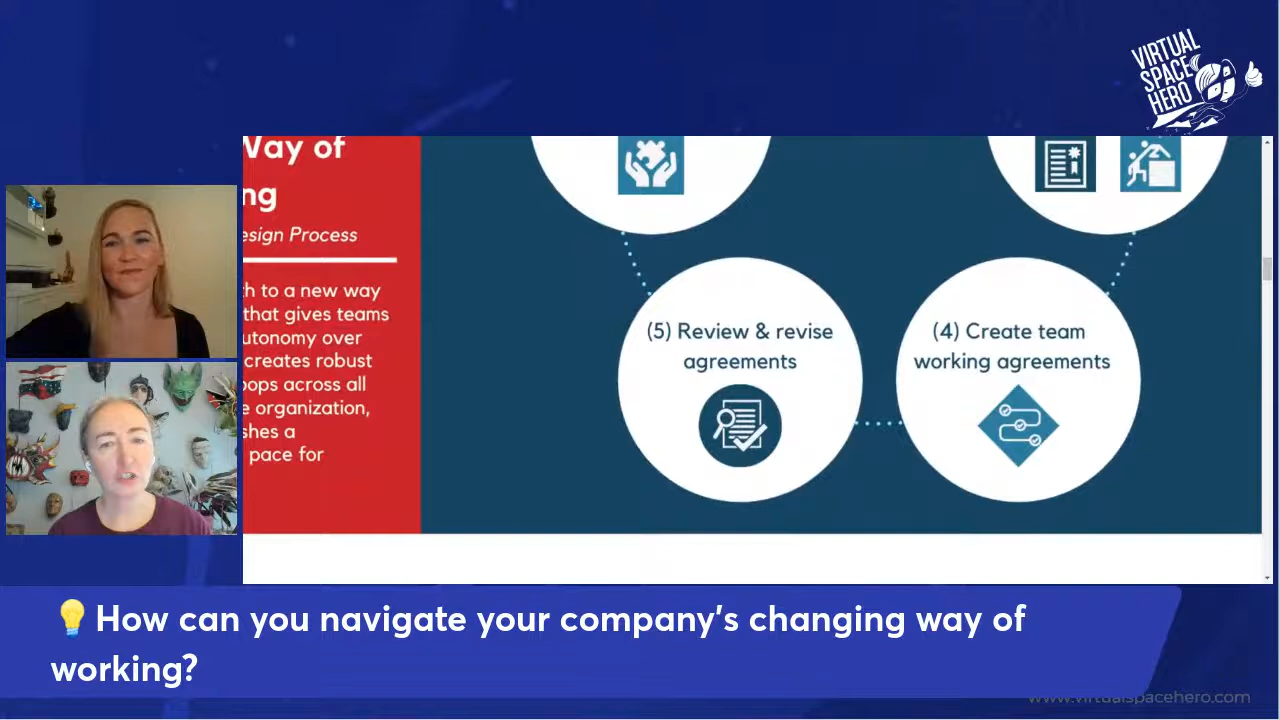 VIRTUAL
SPACE
HERO
Way of
ng
esign Process
th to a new way
that gives teams
utonomy over
creates robust
oops across all
e organization,
shes a
pace for
(5) Review & revise
agreements
(4) Create team
working agreements
💡How can you navigate your company's changing way of
working?
www.virtualspacehero.com